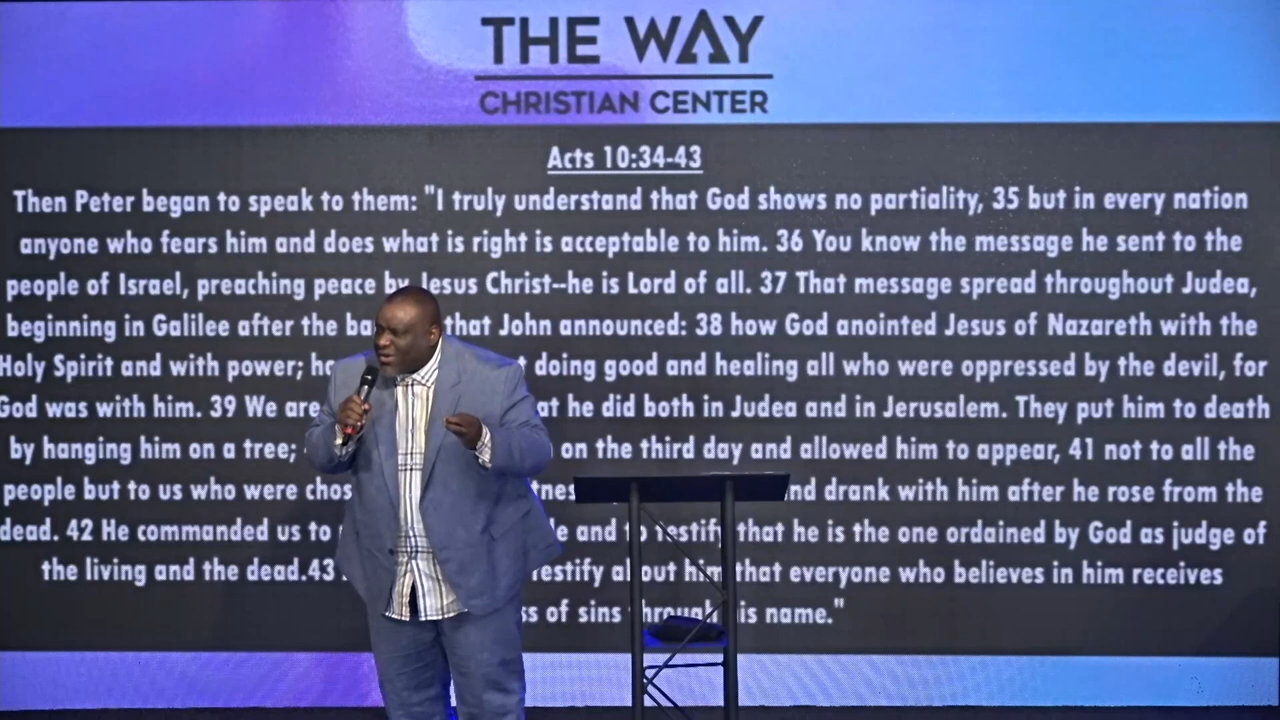 THE WAY
CHRISTIAN CENTER
Acts 10:34-43
Then Peter began to speak to them: "I truly understand that God shows no partiality, 35 but in every nation
anyone who fears him and does what is right is acceptable to him. 36 You know the message he sent to the
people of Israel, preaching peace by Jesus Christ--he is Lord of all. 37 That message spread throughout Judea,
beginning in Galilee after the that John announced: 38 how God anointed Jesus of Nazareth with the
Holy Spirit and with power; doing good and healing all who were oppressed by the devil, for
God was with him. 39 We are he did both in Judea and in Jerusalem. They put him to death
by hanging him on a tree; on the third day and allowed him to appear, 41 not to all the
people but to us who were drank with him after he rose from the
dead. 42 He commanded us to and to testify that he is the one ordained by God as judge of
the living and the dead.43 testify about him that everyone who believes in him receives
of sins through his name."